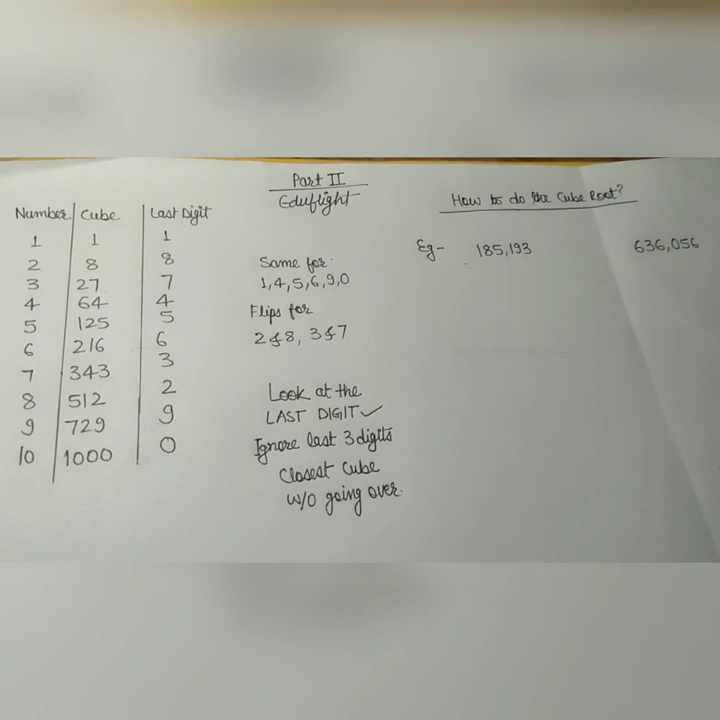 Part II
Eduflight
Number Cube Last Digit
1 1 1
2 8 8
3 27 7
4 64 4
5 125 5
6 216 6
7 343 3
8 512 2
9 729 9
10 1000 0
Same for
1,4,5,6,9,0
Flips for
2&8, 3&7
Look at the
LAST DIGIT ✓
Ignore last 3 digits
Closest Cube
w/o going over.
How to do the Cube Root?
Eg- 185,193 636,056